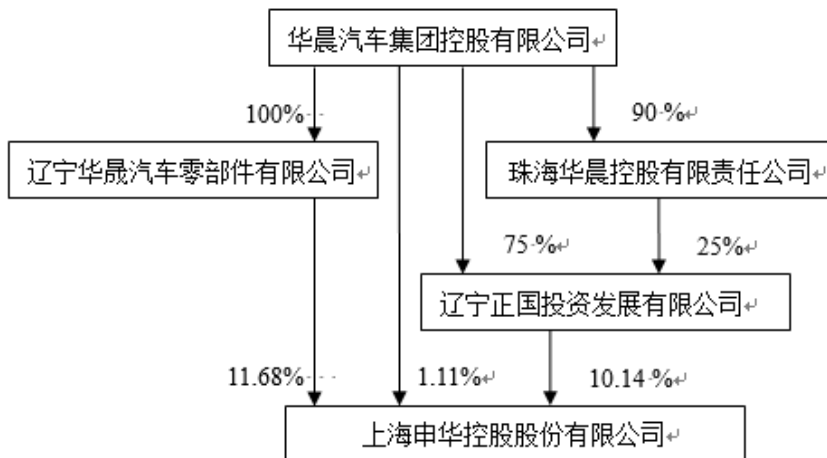 华晨汽车集团控股有限公司
100%
90%
辽宁华晟汽车零部件有限公司
珠海华晨控股有限责任公司
75%
25%
辽宁正国投资发展有限公司
11.68%
1.11%
10.14%
上海申华控股股份有限公司